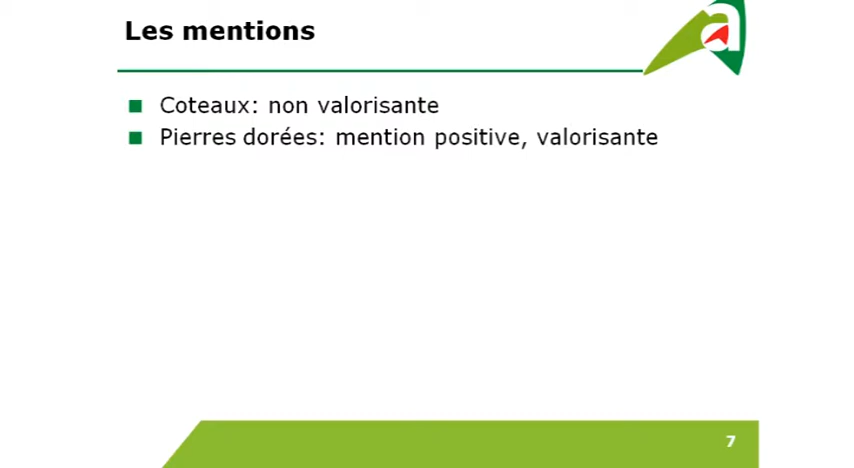 Les mentions
a
Coteaux: non valorisante
Pierres dorées: mention positive, valorisante
7